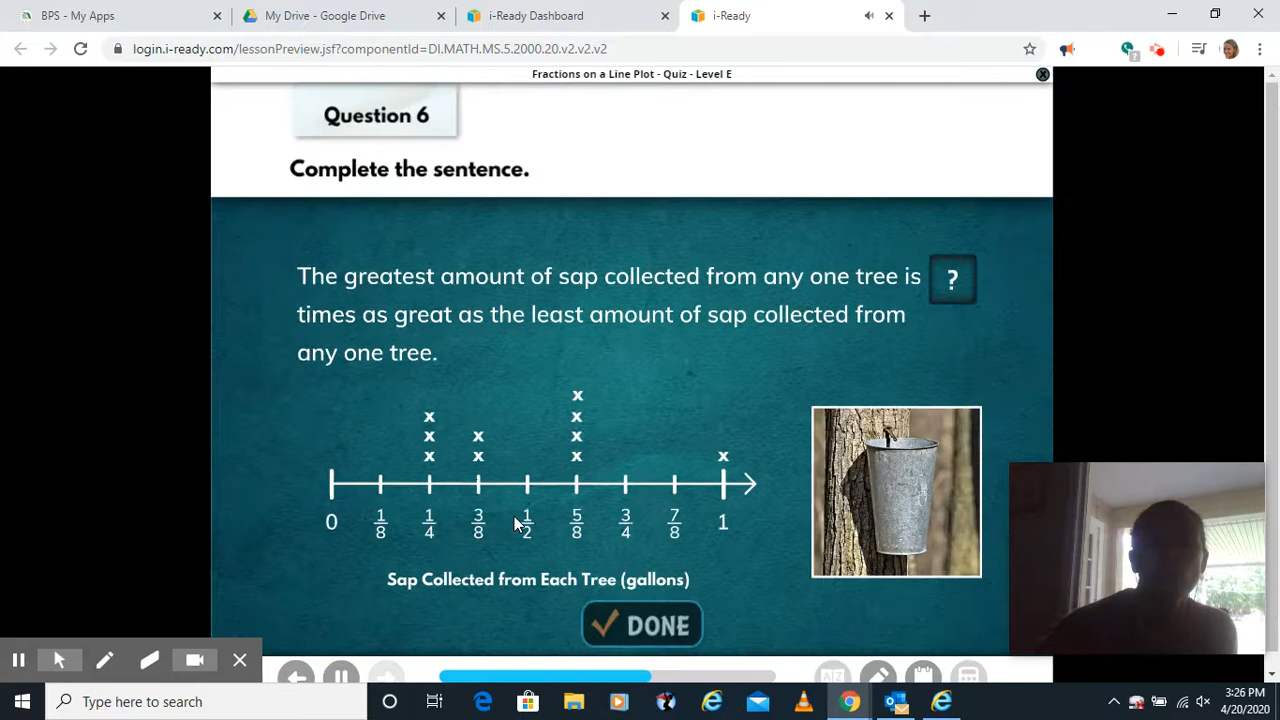 BPS - My Apps
My Drive - Google Drive
i-Ready Dashboard
i-Ready
login.i-ready.com/lessonPreview.jsf?componentId=DI.MATH.MS.5.2000.20.v2.v2.v2
Fractions on a Line Plot - Quiz - Level E
Question 6
Complete the sentence.
The greatest amount of sap collected from any one tree is ?
times as great as the least amount of sap collected from
any one tree.
x
x x
x x x
x x x x
0 1/8 1/4 3/8 1/2 5/8 3/4 7/8 1
Sap Collected from Each Tree (gallons)
DONE
A Z
Type here to search
3:26 PM
4/20/2020